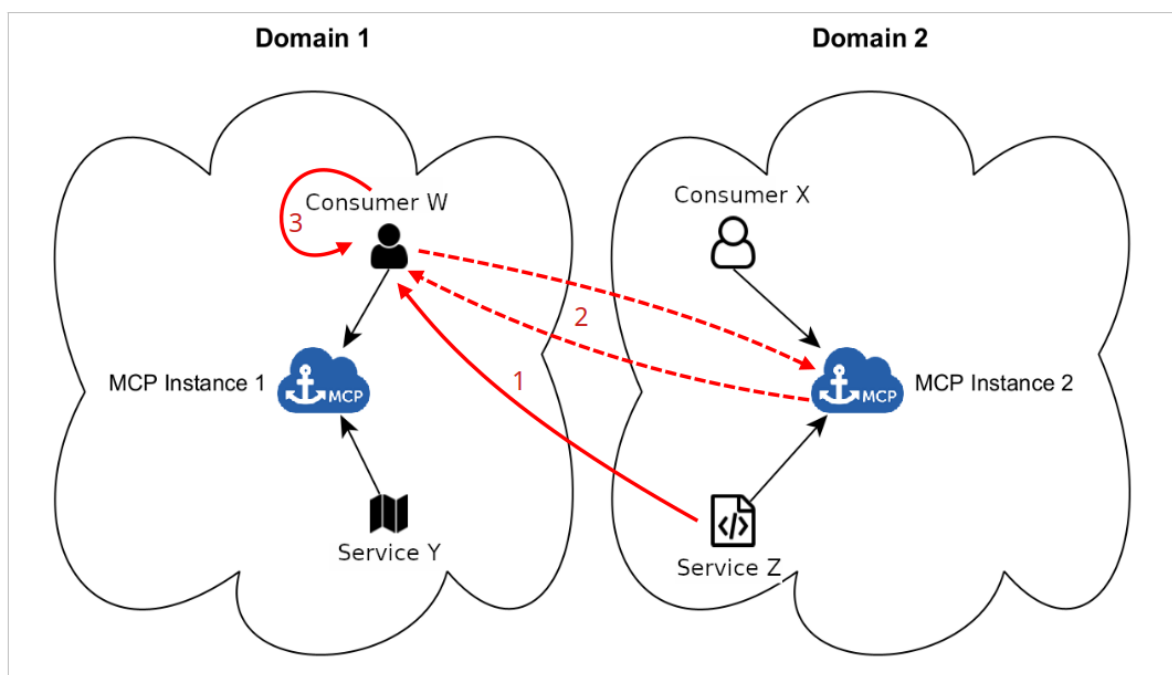 Domain 1
Domain 2
Consumer W
3
Consumer X
2
1
MCP Instance 1
MCP
MCP
MCP Instance 2
Service Y
Service Z